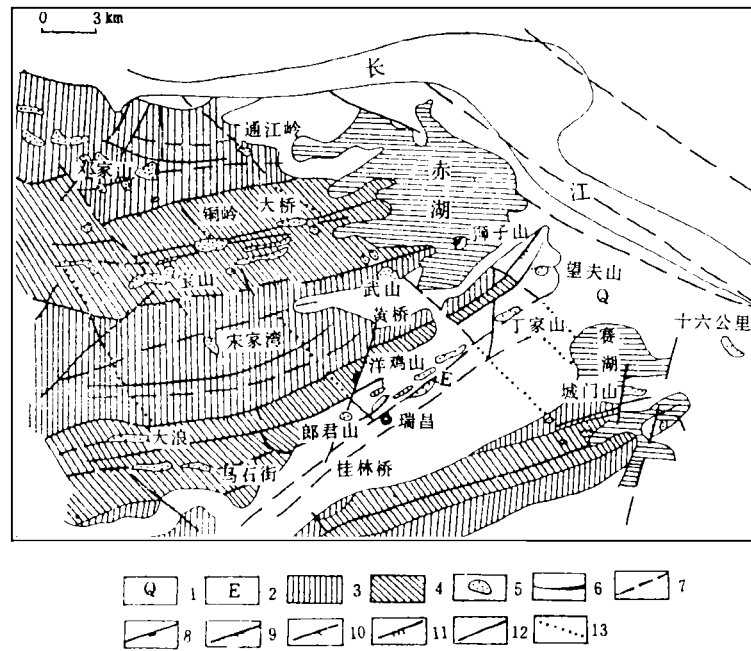 0 3 km
长
通江岭
邓家山
赤
湖
大桥
铜岭
江
狮子山
望夫山
Q
宝山
武山
黄桥
十六公里
丁家山
宋家湾
赛
湖
洋鸡山
E
城门山
郎君山
瑞昌
大浪
乌石街
桂林桥
Q 1 E 2 3 4 5 6 7
8 9 10 11 12 13